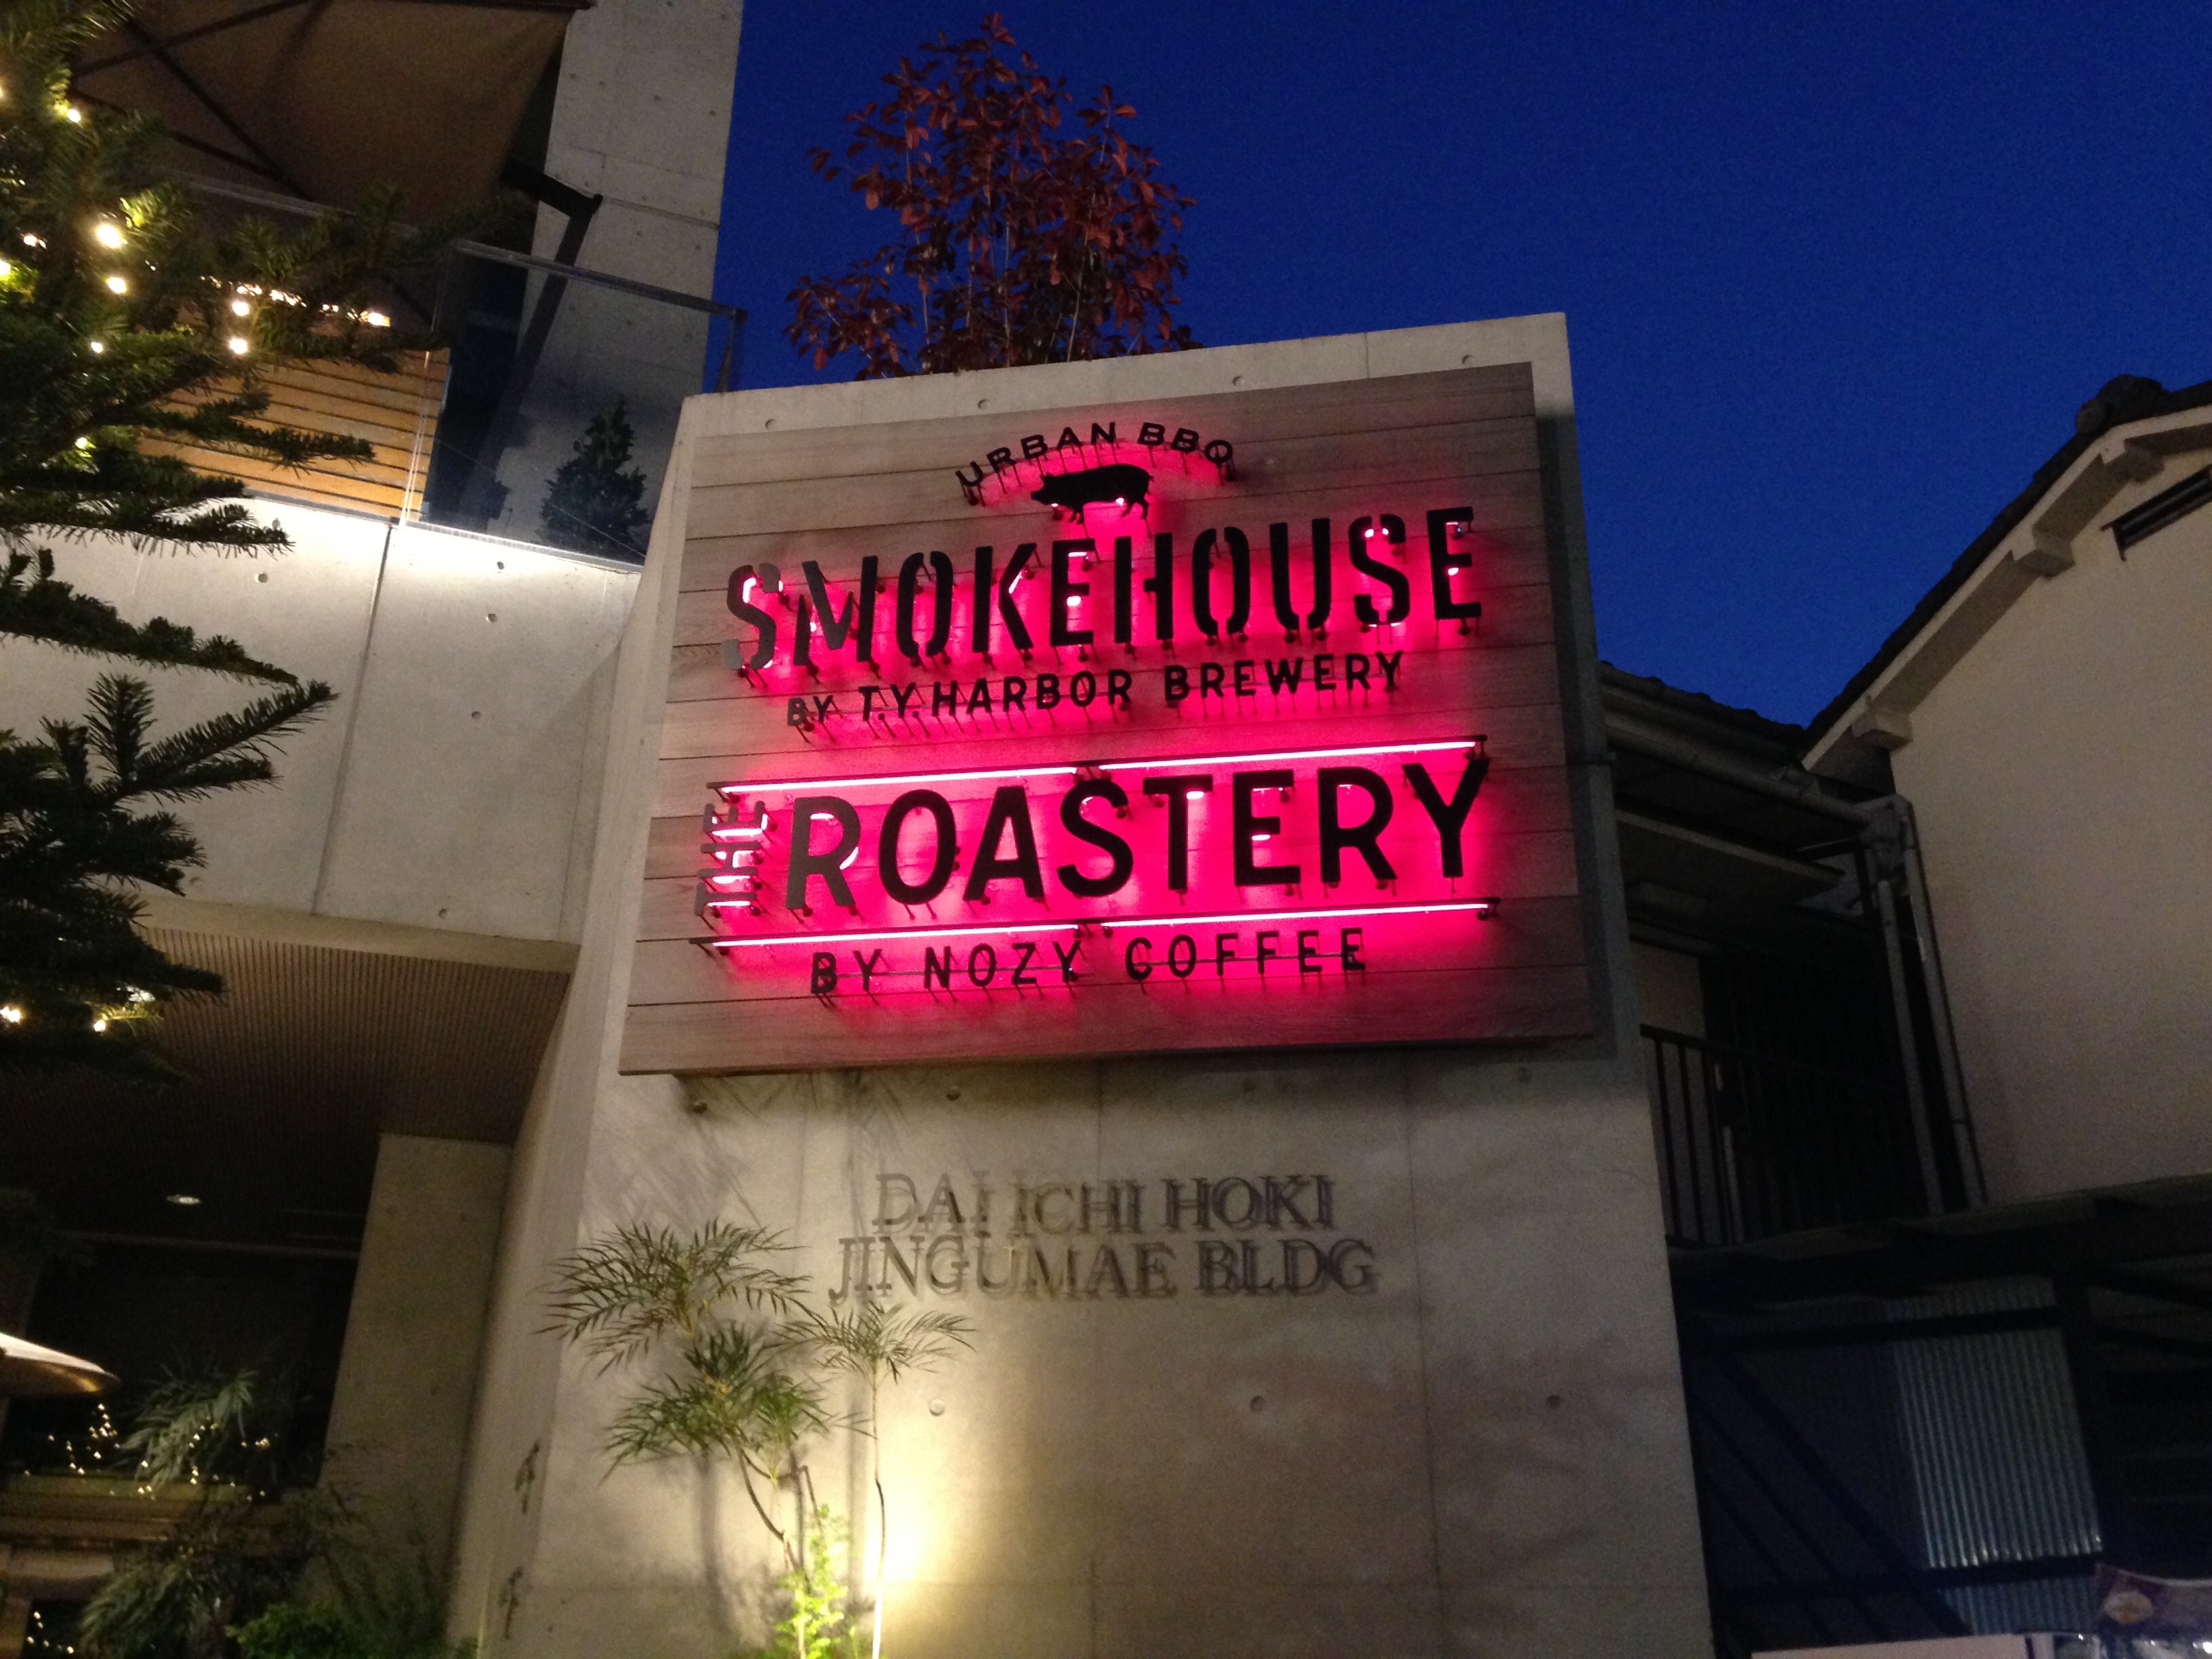 URBAN BBQ
SMOKEHOUSE
BY T.Y.HARBOR BREWERY
THE ROASTERY
BY NOZY COFFEE
DAI ICHI HOKI
JINGUMAE BLDG